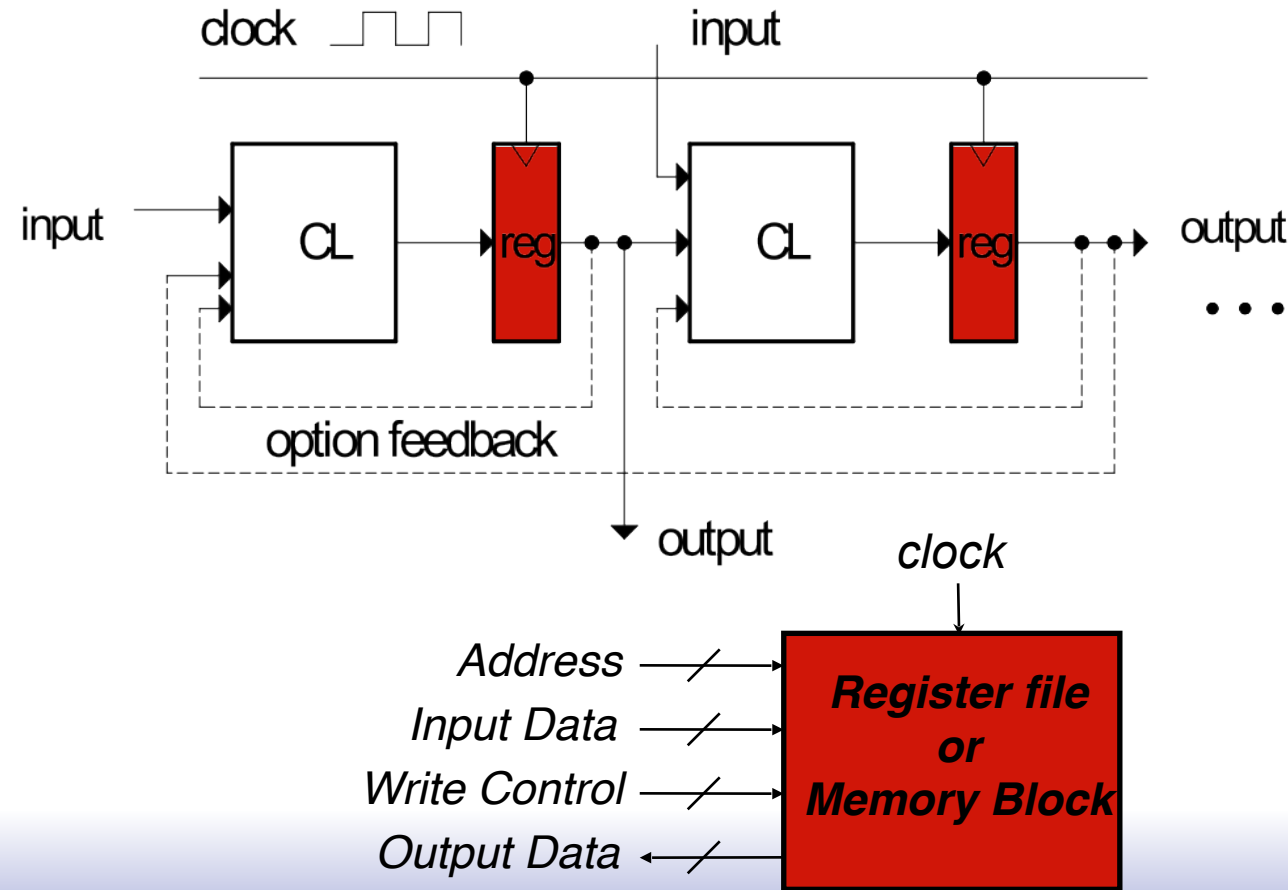 clock
input
input
CL
reg
CL
reg
output
• • •
option feedback
output
clock
Address
Input Data
Write Control
Output Data
Register file
or
Memory Block